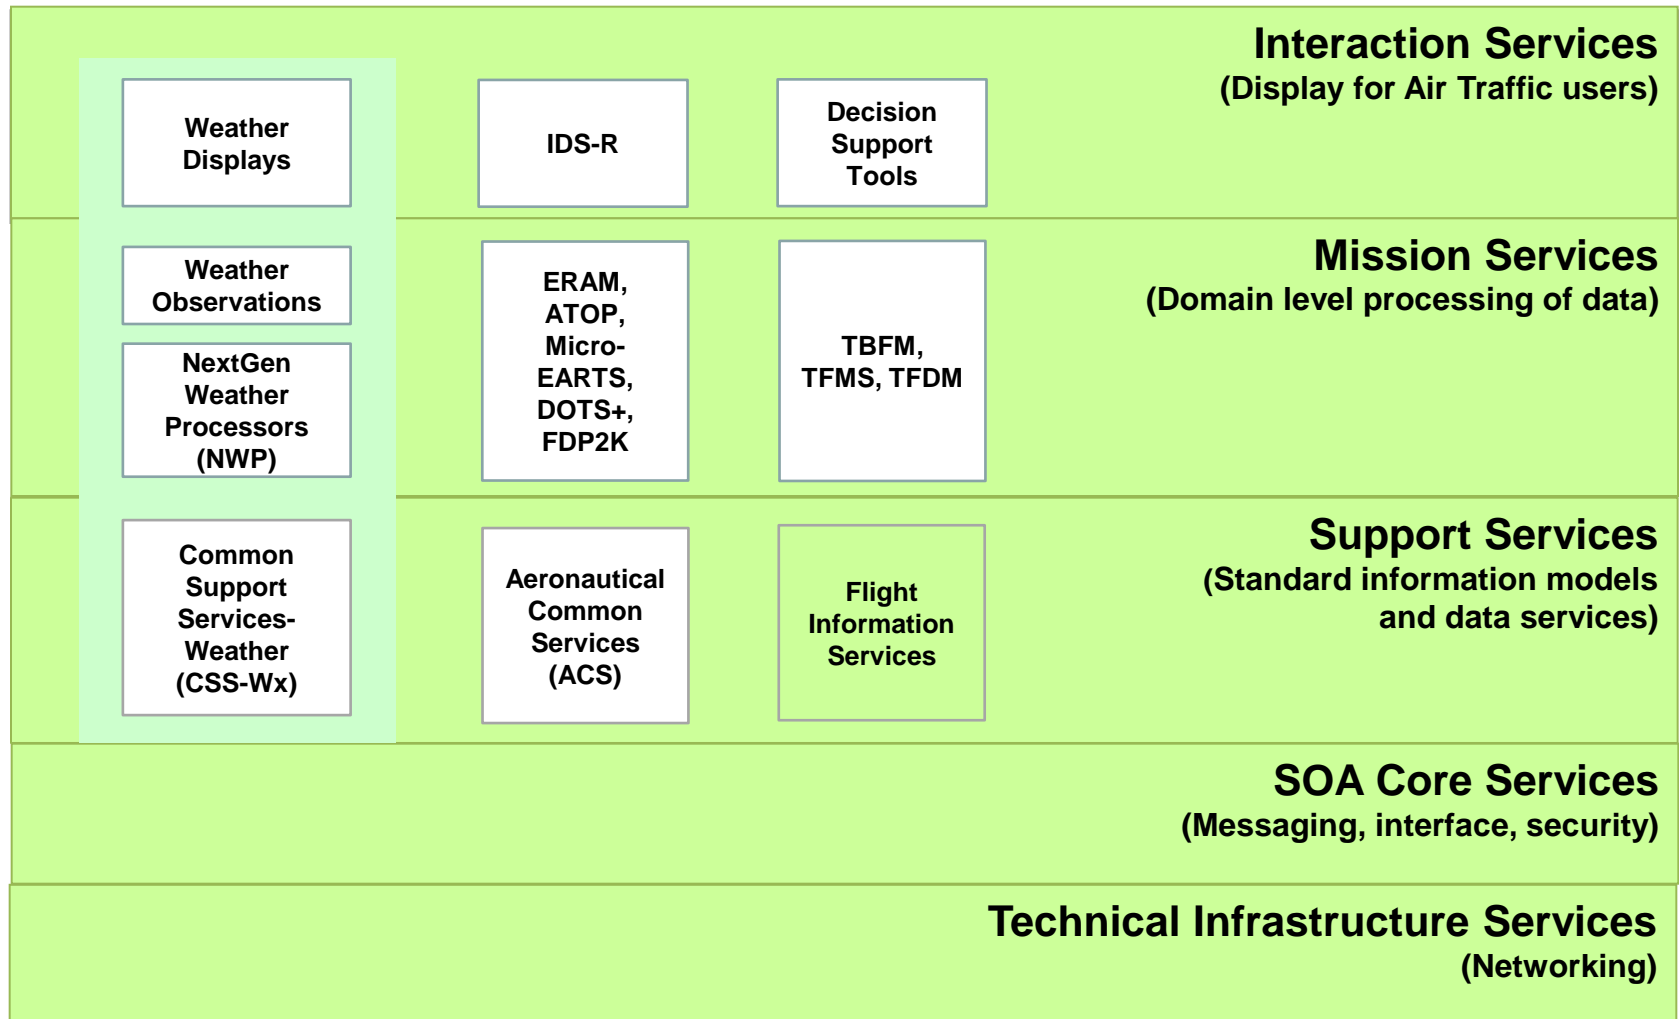 Interaction Services
(Display for Air Traffic users)
Weather
Displays
IDS-R
Decision
Support
Tools
Mission Services
(Domain level processing of data)
Weather
Observations
NextGen
Weather
Processors
(NWP)
ERAM,
ATOP,
Micro-
EARTS,
DOTS+,
FDP2K
TBFM,
TFMS, TFDM
Support Services
(Standard information models
and data services)
Common
Support
Services-
Weather
(CSS-Wx)
Aeronautical
Common
Services
(ACS)
Flight
Information
Services
SOA Core Services
(Messaging, interface, security)
Technical Infrastructure Services
(Networking)